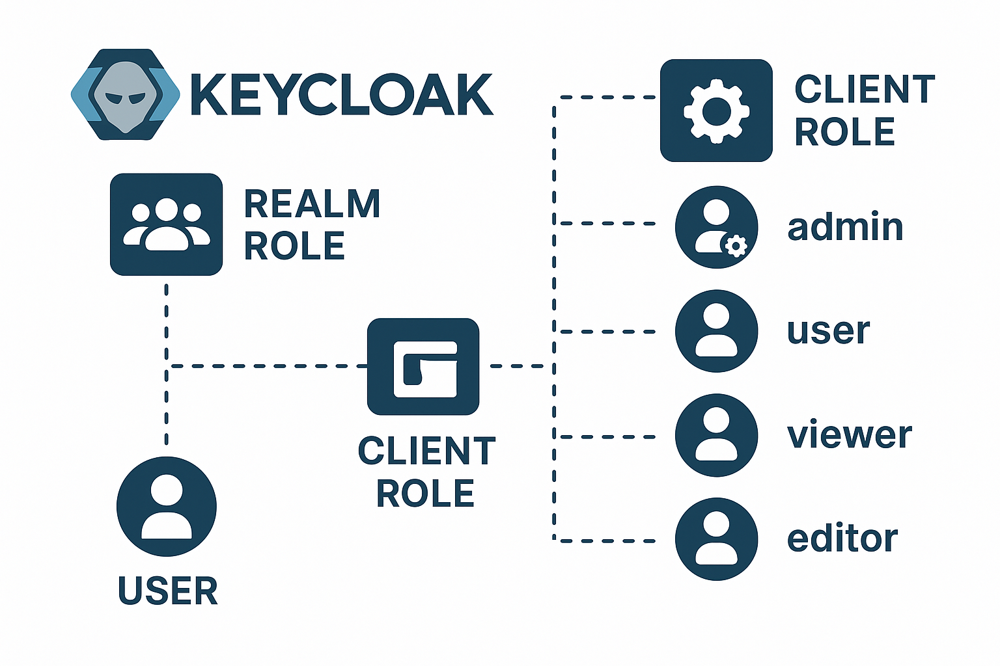 KEYCLOAK
REALM
ROLE
USER
CLIENT
ROLE
CLIENT
ROLE
admin
user
viewer
editor